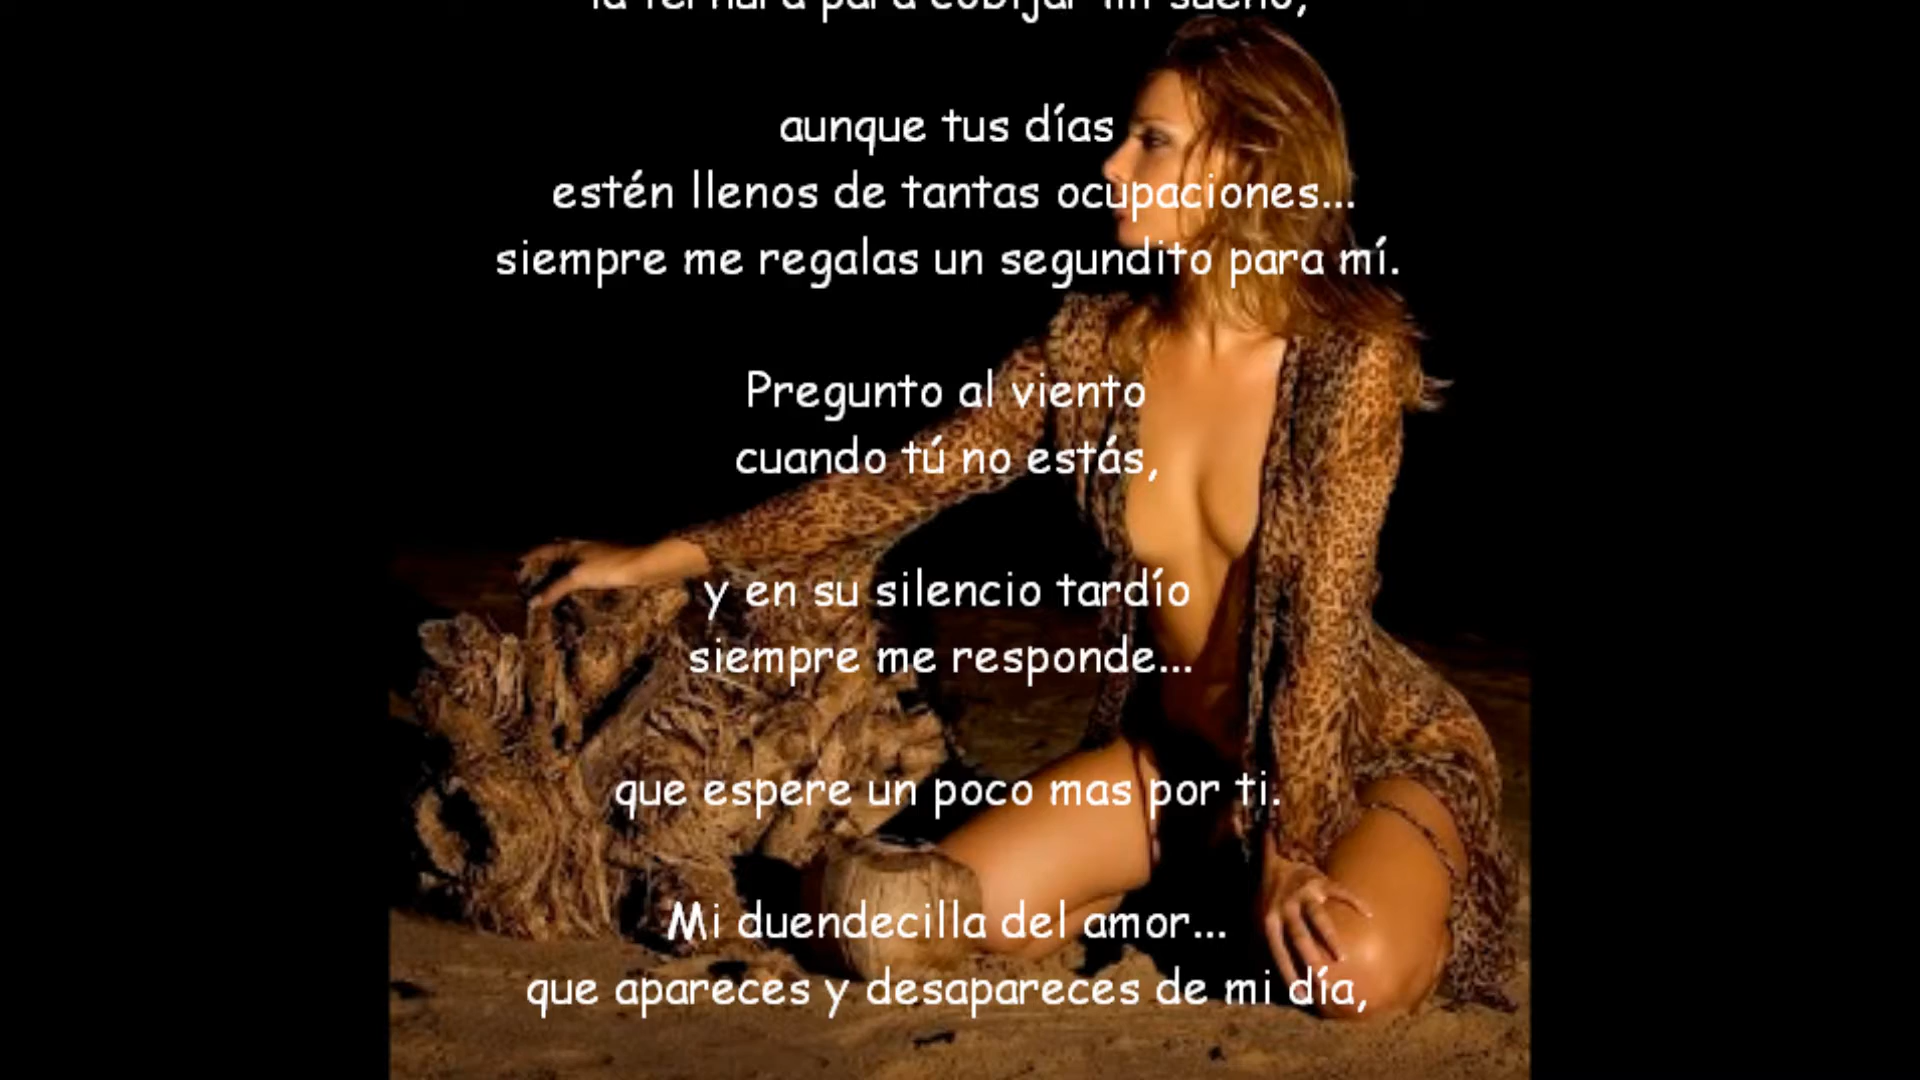 la ternura para cobijar mi sueño,
aunque tus días
estén llenos de tantas ocupaciones...
siempre me regalas un segundito para mí.
Pregunto al viento
cuando tú no estás,
y en su silencio tardío
siempre me responde...
que espere un poco mas por ti.
Mi duendecilla del amor...
que apareces y desapareces de mi día,